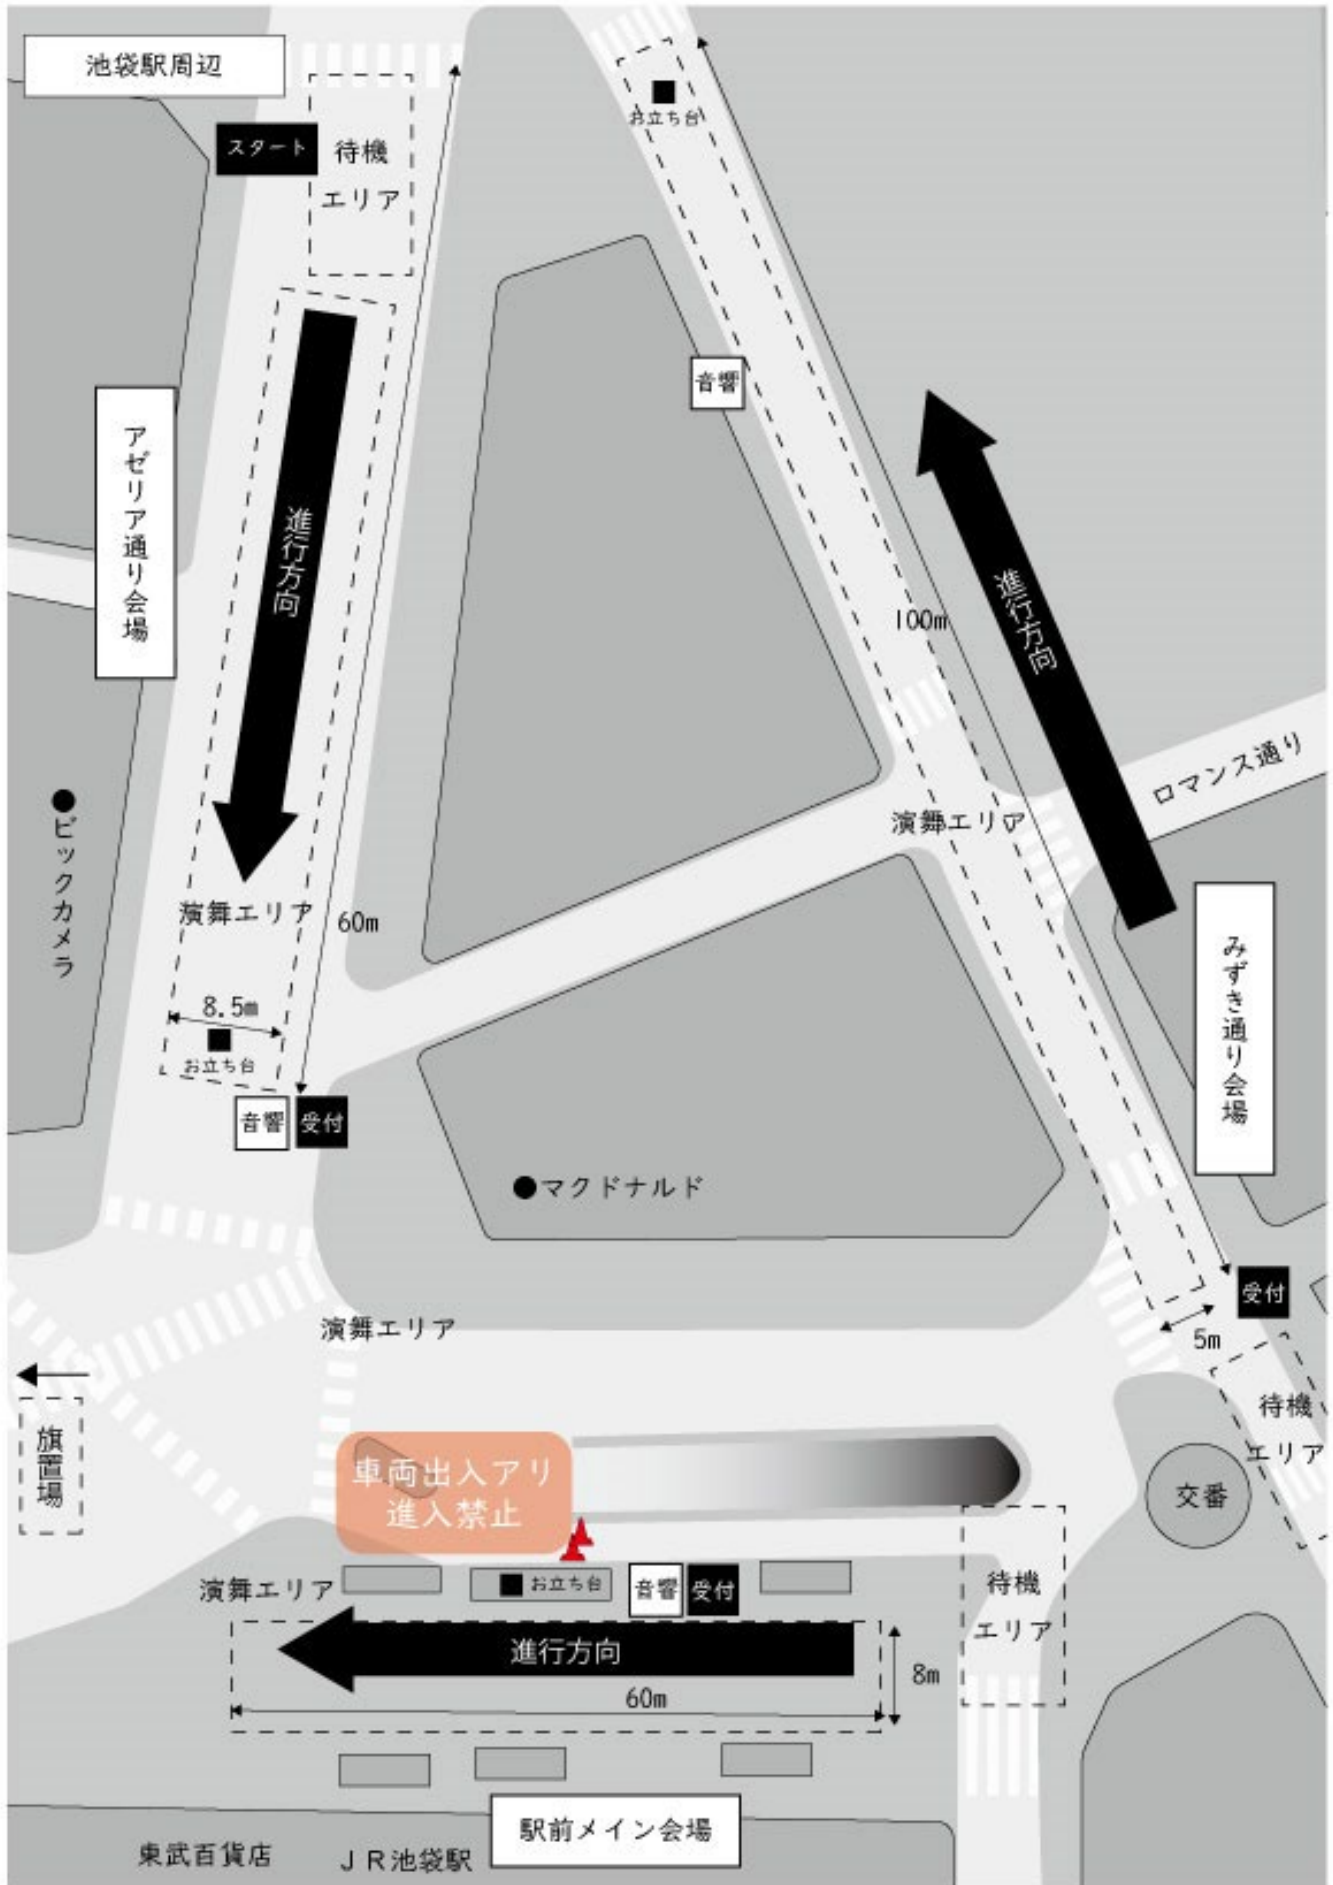 池袋駅周辺
スタート
待機
エリア
お立ち台
音響
アゼリア通り会場
進行方向
進行方向
100m
ロマンス通り
演舞エリア
ビックカメラ
演舞エリア
60m
みずき通り会場
8.5m
お立ち台
音響
受付
マクドナルド
受付
演舞エリア
5m
待機
エリア
旗置場
車両出入アリ
進入禁止
交番
演舞エリア
お立ち台
音響
受付
待機
エリア
進行方向
8m
60m
駅前メイン会場
東武百貨店
JR池袋駅